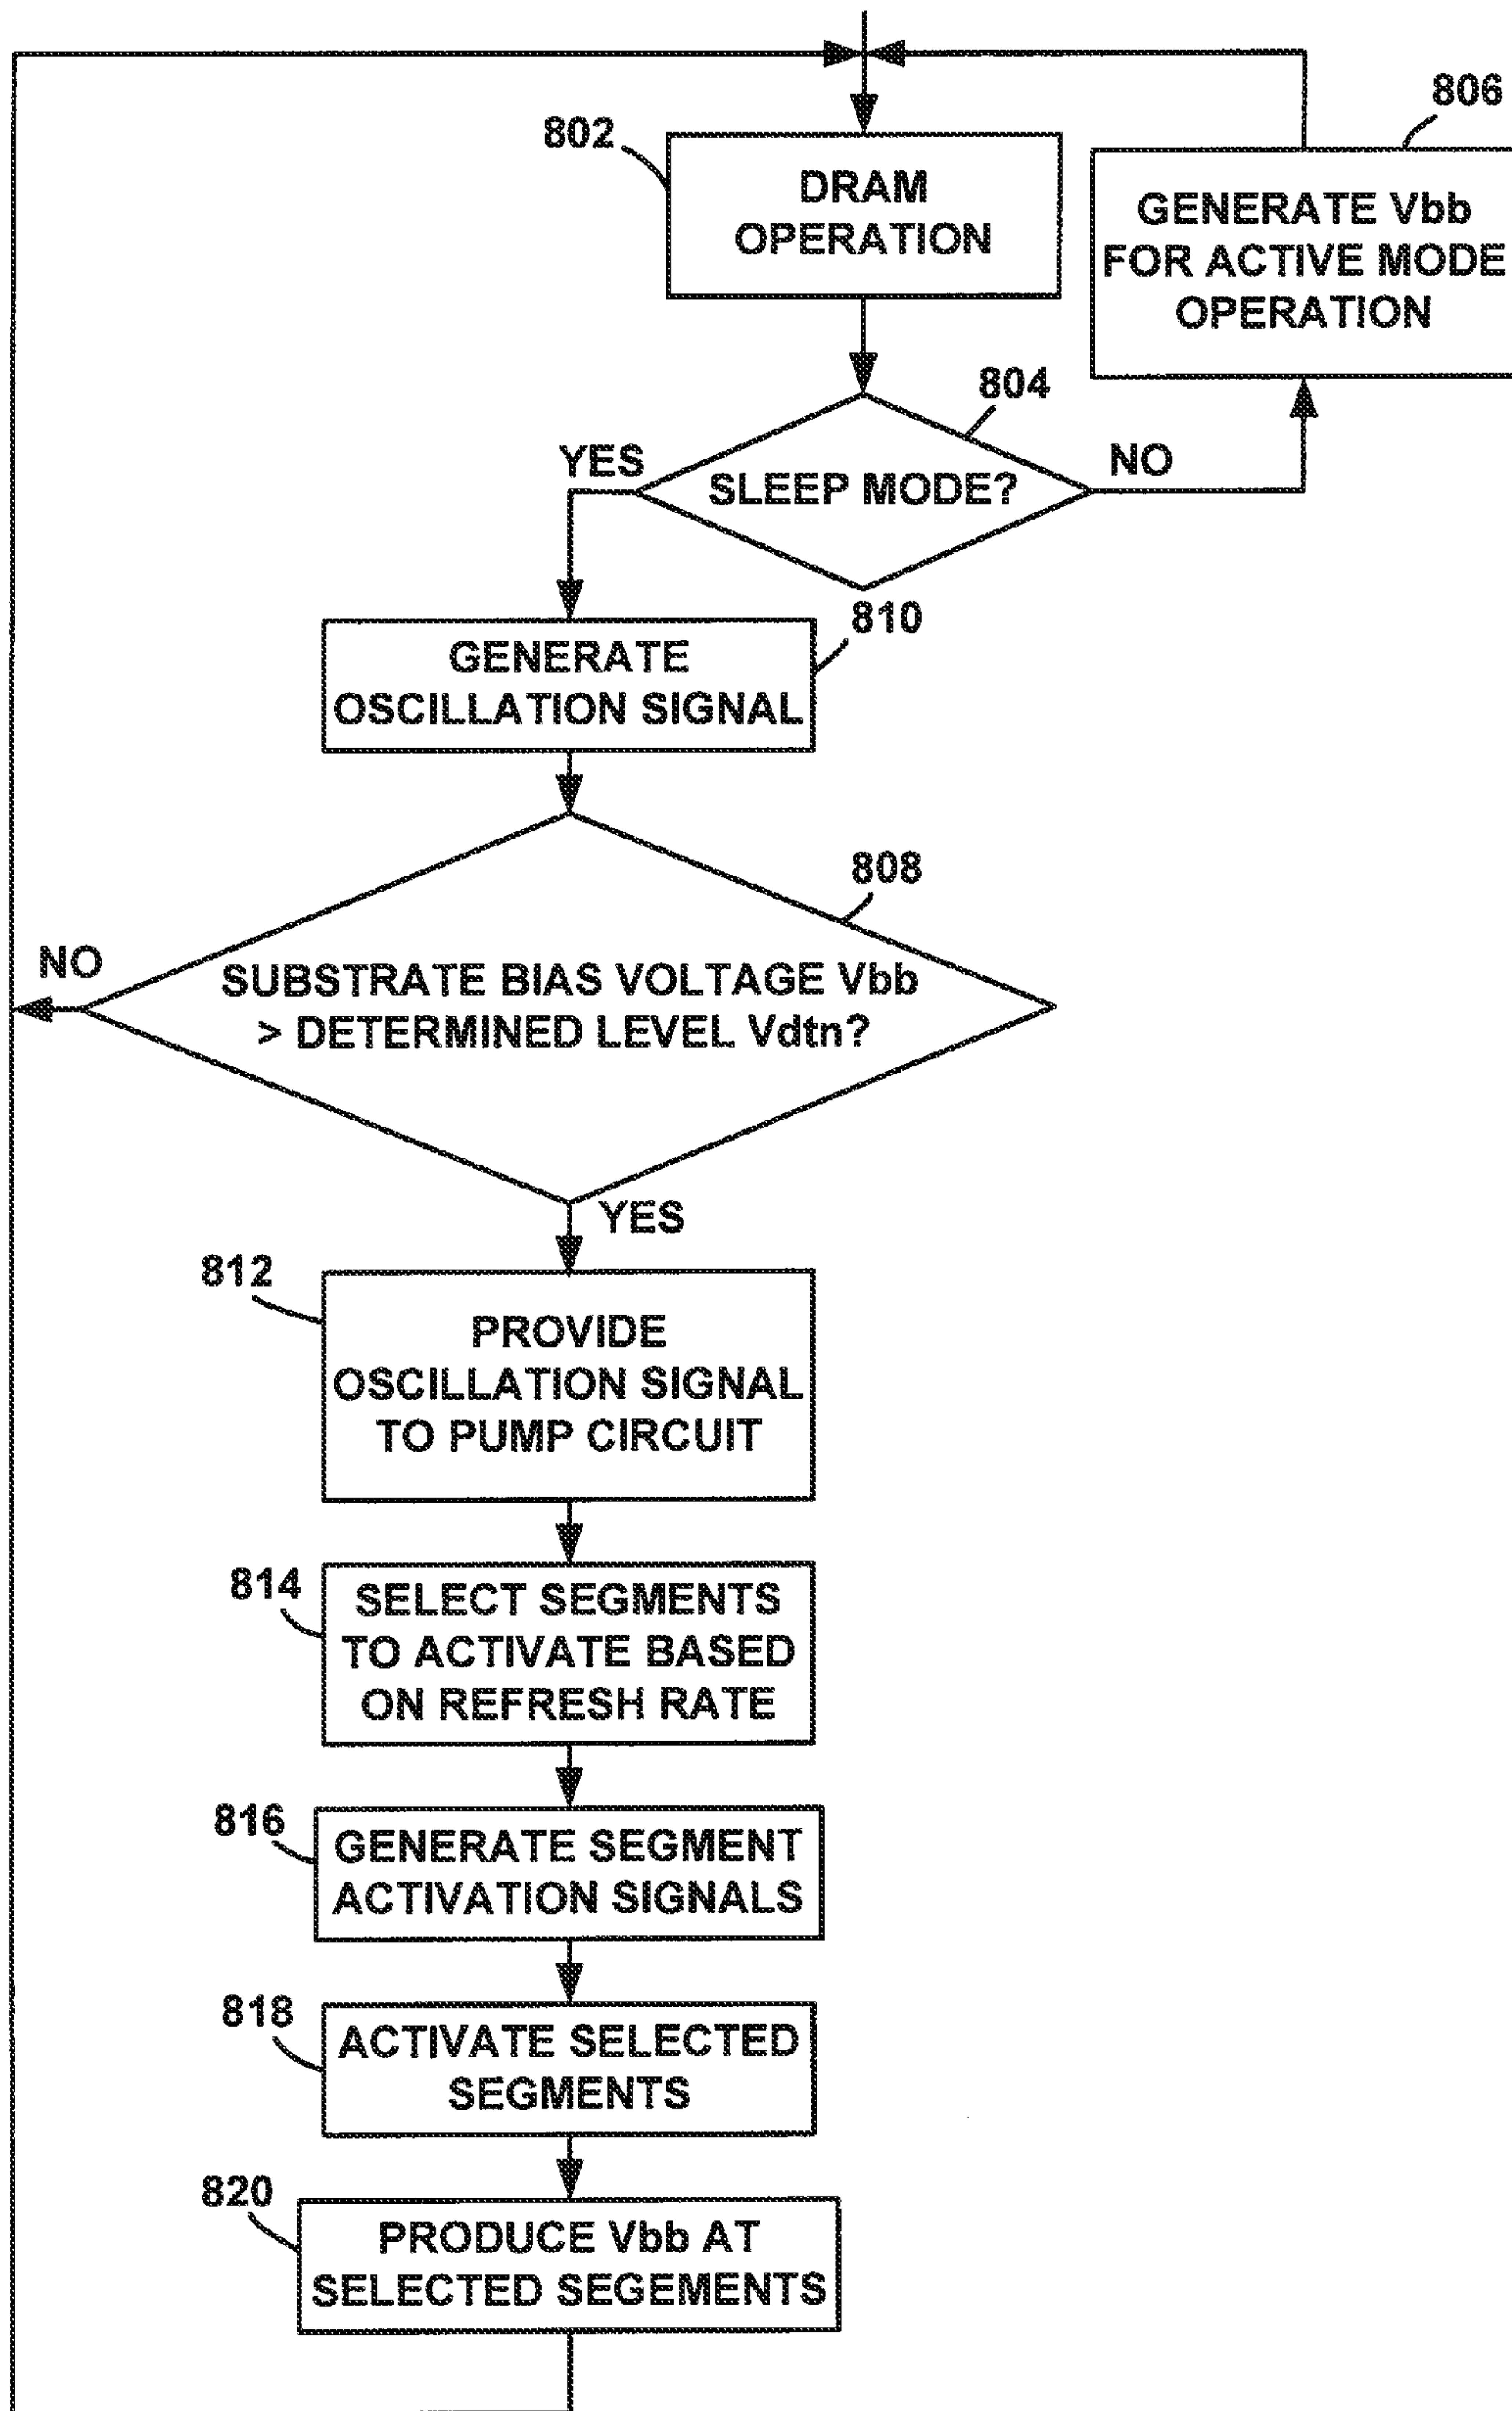 802
DRAM
OPERATION
806
GENERATE Vbb
FOR ACTIVE MODE
OPERATION
804
YES
SLEEP MODE?
NO
810
GENERATE
OSCILLATION SIGNAL
808
NO
SUBSTRATE BIAS VOLTAGE Vbb
> DETERMINED LEVEL Vdtn?
YES
812
PROVIDE
OSCILLATION SIGNAL
TO PUMP CIRCUIT
814
SELECT SEGMENTS
TO ACTIVATE BASED
ON REFRESH RATE
816
GENERATE SEGMENT
ACTIVATION SIGNALS
818
ACTIVATE SELECTED
SEGMENTS
820
PRODUCE Vbb AT
SELECTED SEGEMENTS